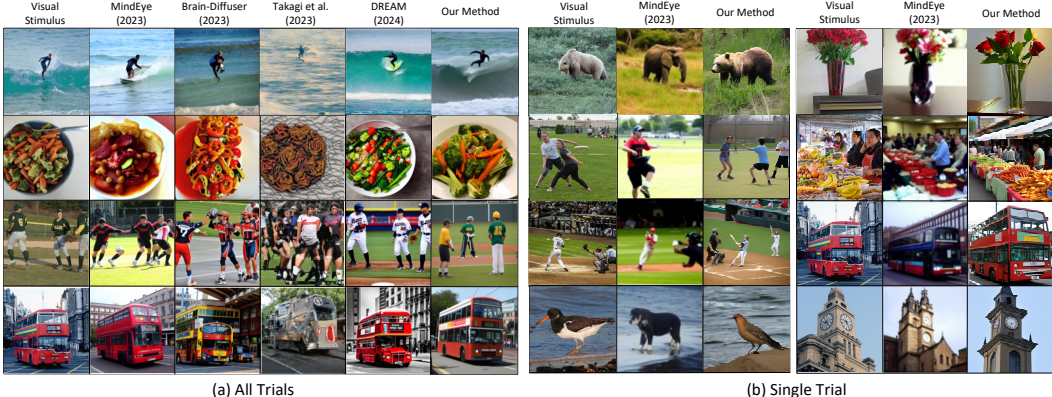 Visual Stimulus
MindEye (2023)
Brain-Diffuser (2023)
Takagi et al. (2023)
DREAM (2024)
Our Method
Visual Stimulus
MindEye (2023)
Our Method
Visual Stimulus
MindEye (2023)
Our Method
(a) All Trials
(b) Single Trial